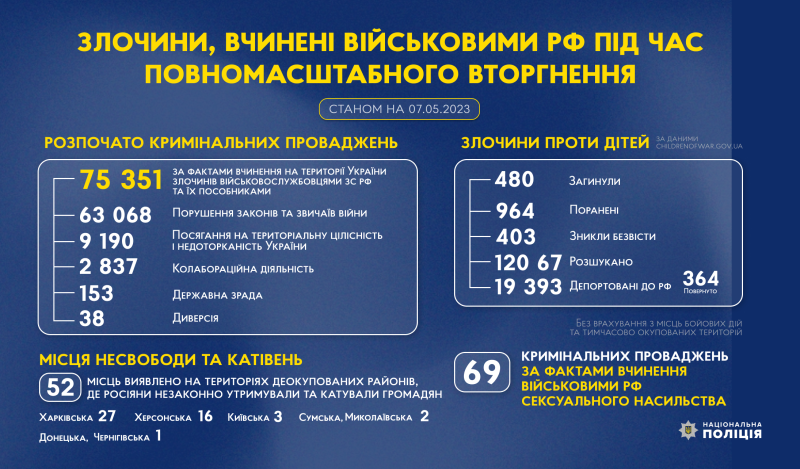 ЗЛОЧИНИ, ВЧИНЕНІ ВІЙСЬКОВИМИ РФ ПІД ЧАС
ПОВНОМАСШТАБНОГО ВТОРГНЕННЯ
СТАНОМ НА 07.05.2023
РОЗПОЧАТО КРИМІНАЛЬНИХ ПРОВАДЖЕНЬ
75 351
ЗА ФАКТАМИ ВЧИНЕННЯ НА ТЕРИТОРІЇ УКРАЇНИ
ЗЛОЧИНІВ ВІЙСЬКОВОСЛУЖБОВЦЯМИ ЗС РФ
ТА ЇХ ПОСОБНИКАМИ
63 068 Порушення законів та звичаїв війни
9 190
Посягання на територіальну цілісність
і недоторканість України
2 837 Колабораційна діяльність
153 Державна зрада
38 Диверсія
ЗЛОЧИНИ ПРОТИ ДІТЕЙ
ЗА ДАНИМИ
CHILDRENOFWAR.GOV.UA
480 Загинули
964 Поранені
403 Зникли безвісти
120 67 Розшукано
19 393 Депортовані до РФ 364
Повернуто
Без врахування з місць бойових дій
та тимчасово окупованих територій
МІСЦЯ НЕСВОБОДИ ТА КАТІВЕНЬ
52
МІСЦЬ ВИЯВЛЕНО НА ТЕРИТОРІЯХ ДЕОКУПОВАНИХ РАЙОНІВ,
ДЕ РОСІЯНИ НЕЗАКОННО УТРИМУВАЛИ ТА КАТУВАЛИ ГРОМАДЯН
Харківська 27 Херсонська 16 Київська 3 Сумська, Миколаївська 2
Донецька, Чернігівська 1
69
КРИМІНАЛЬНИХ ПРОВАДЖЕНЬ
ЗА ФАКТАМИ ВЧИНЕННЯ
ВІЙСЬКОВИМИ РФ
СЕКСУАЛЬНОГО НАСИЛЬСТВА
НАЦІОНАЛЬНА
ПОЛІЦІЯ